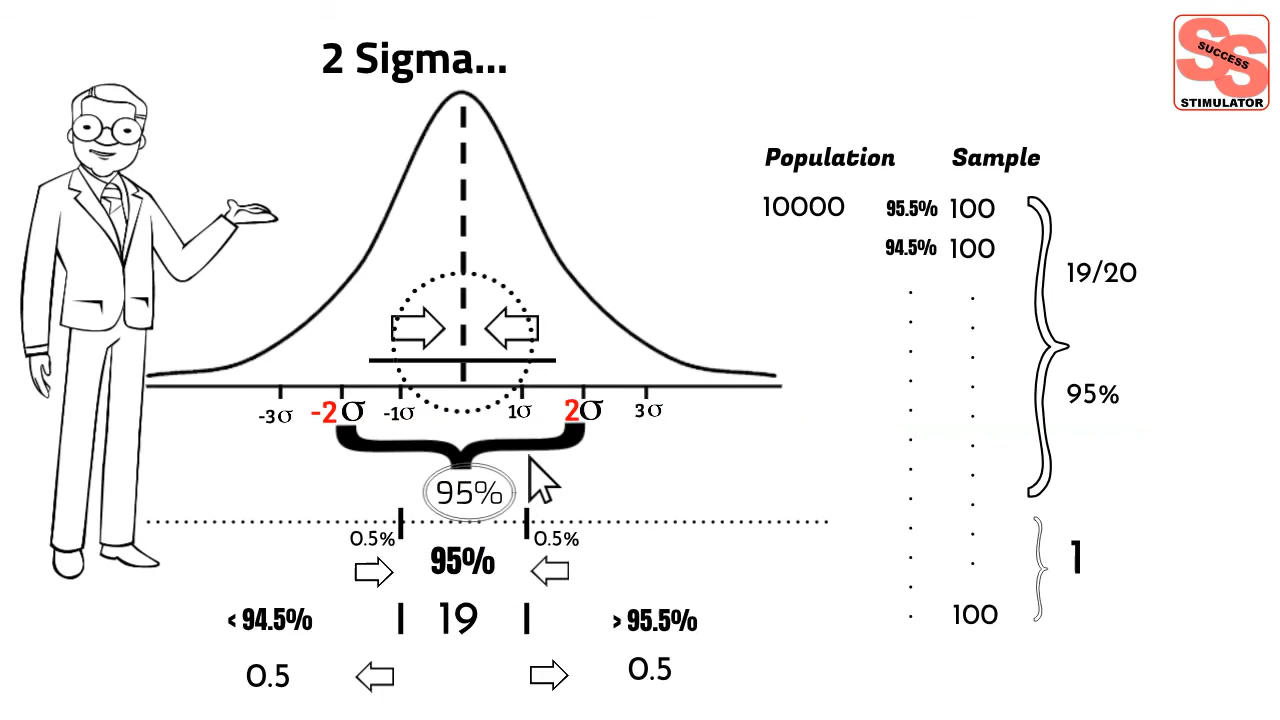 2 Sigma...
SS
SUCCESS
STIMULATOR
Population Sample
10000 95.5% 100
94.5% 100
19/20
95%
-3σ -2σ -1σ 1σ 2σ 3σ
95%
0.5% 0.5%
95%
1
< 94.5% 19 > 95.5%
100
0.5 0.5